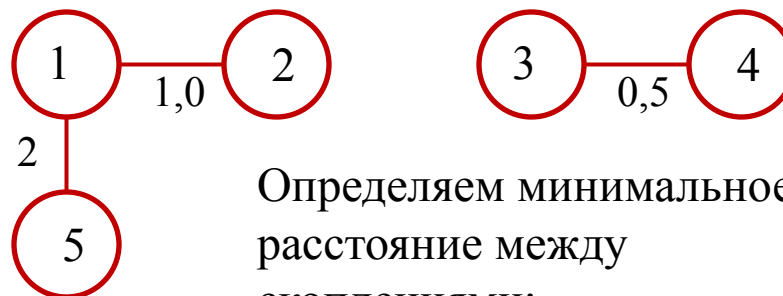 1 2 3 4
1,0 0,5
2
5
Определяем минимальное
расстояние между